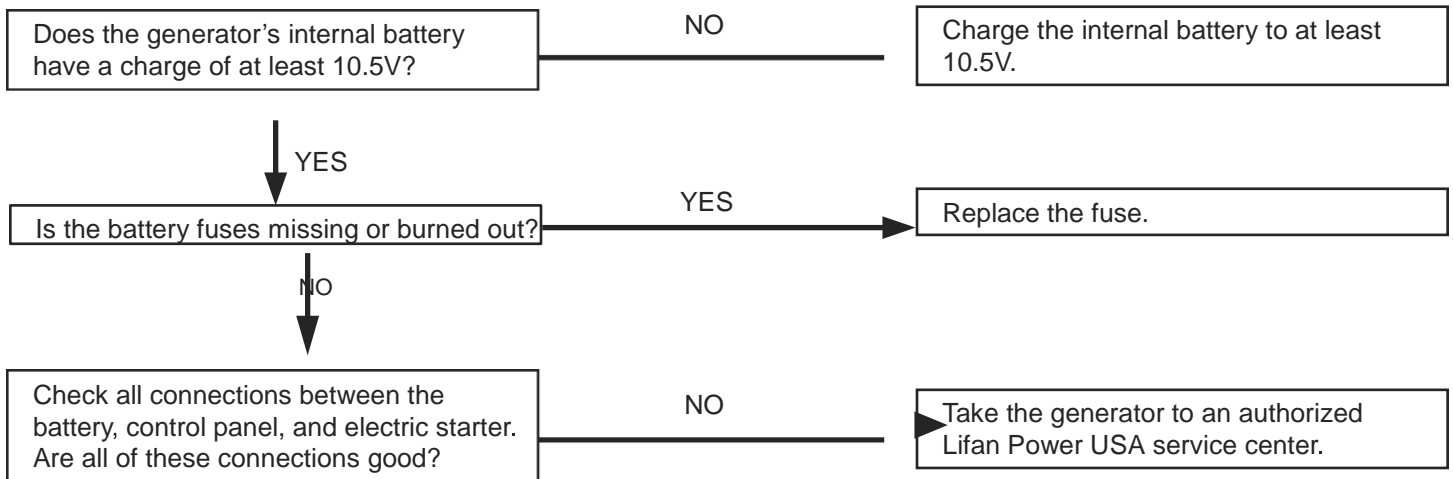 Does the generator’s internal battery
have a charge of at least 10.5V?
NO
Charge the internal battery to at least
10.5V.
YES
Is the battery fuses missing or burned out?
YES
Replace the fuse.
NO
Check all connections between the
battery, control panel, and electric starter.
Are all of these connections good?
NO
Take the generator to an authorized
Lifan Power USA service center.